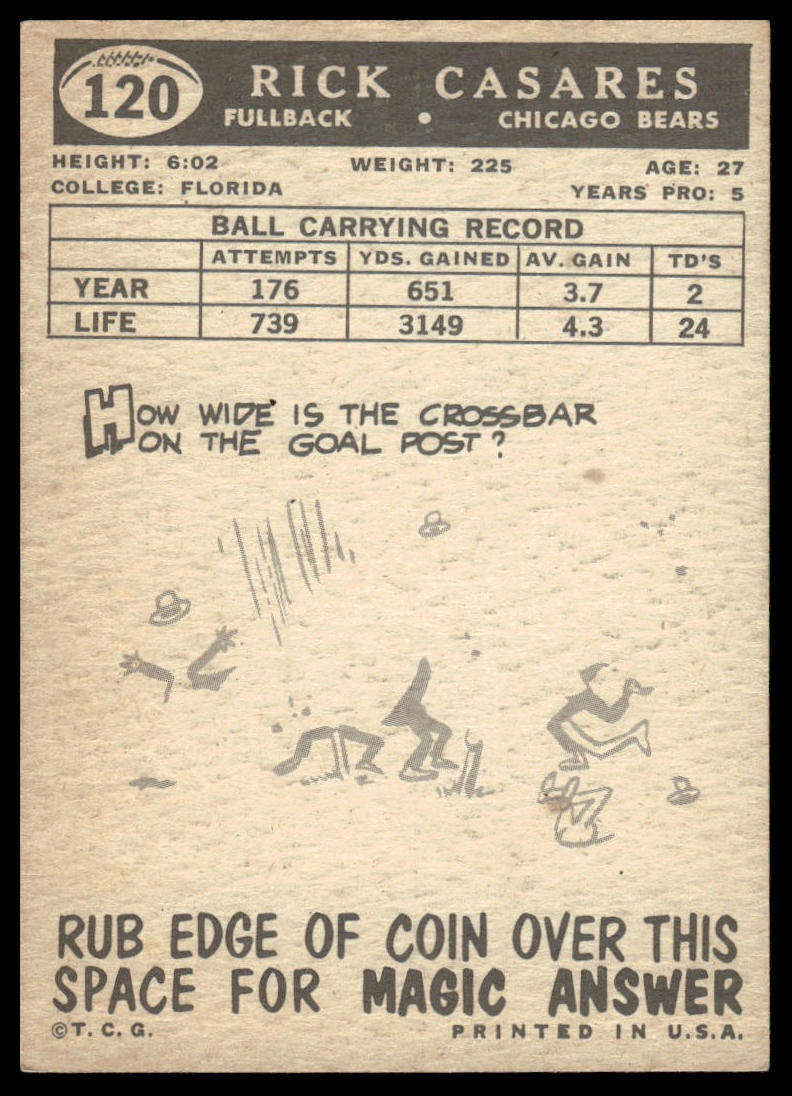 120
RICK CASARES
FULLBACK • CHICAGO BEARS
HEIGHT: 6:02 WEIGHT: 225 AGE: 27
COLLEGE: FLORIDA YEARS PRO: 5
BALL CARRYING RECORD
ATTEMPTS YDS. GAINED AV. GAIN TD'S
YEAR 176 651 3.7 2
LIFE 739 3149 4.3 24
HOW WIDE IS THE CROSSBAR
ON THE GOAL POST?
RUB EDGE OF COIN OVER THIS
SPACE FOR MAGIC ANSWER
©T. C. G. PRINTED IN U.S.A.